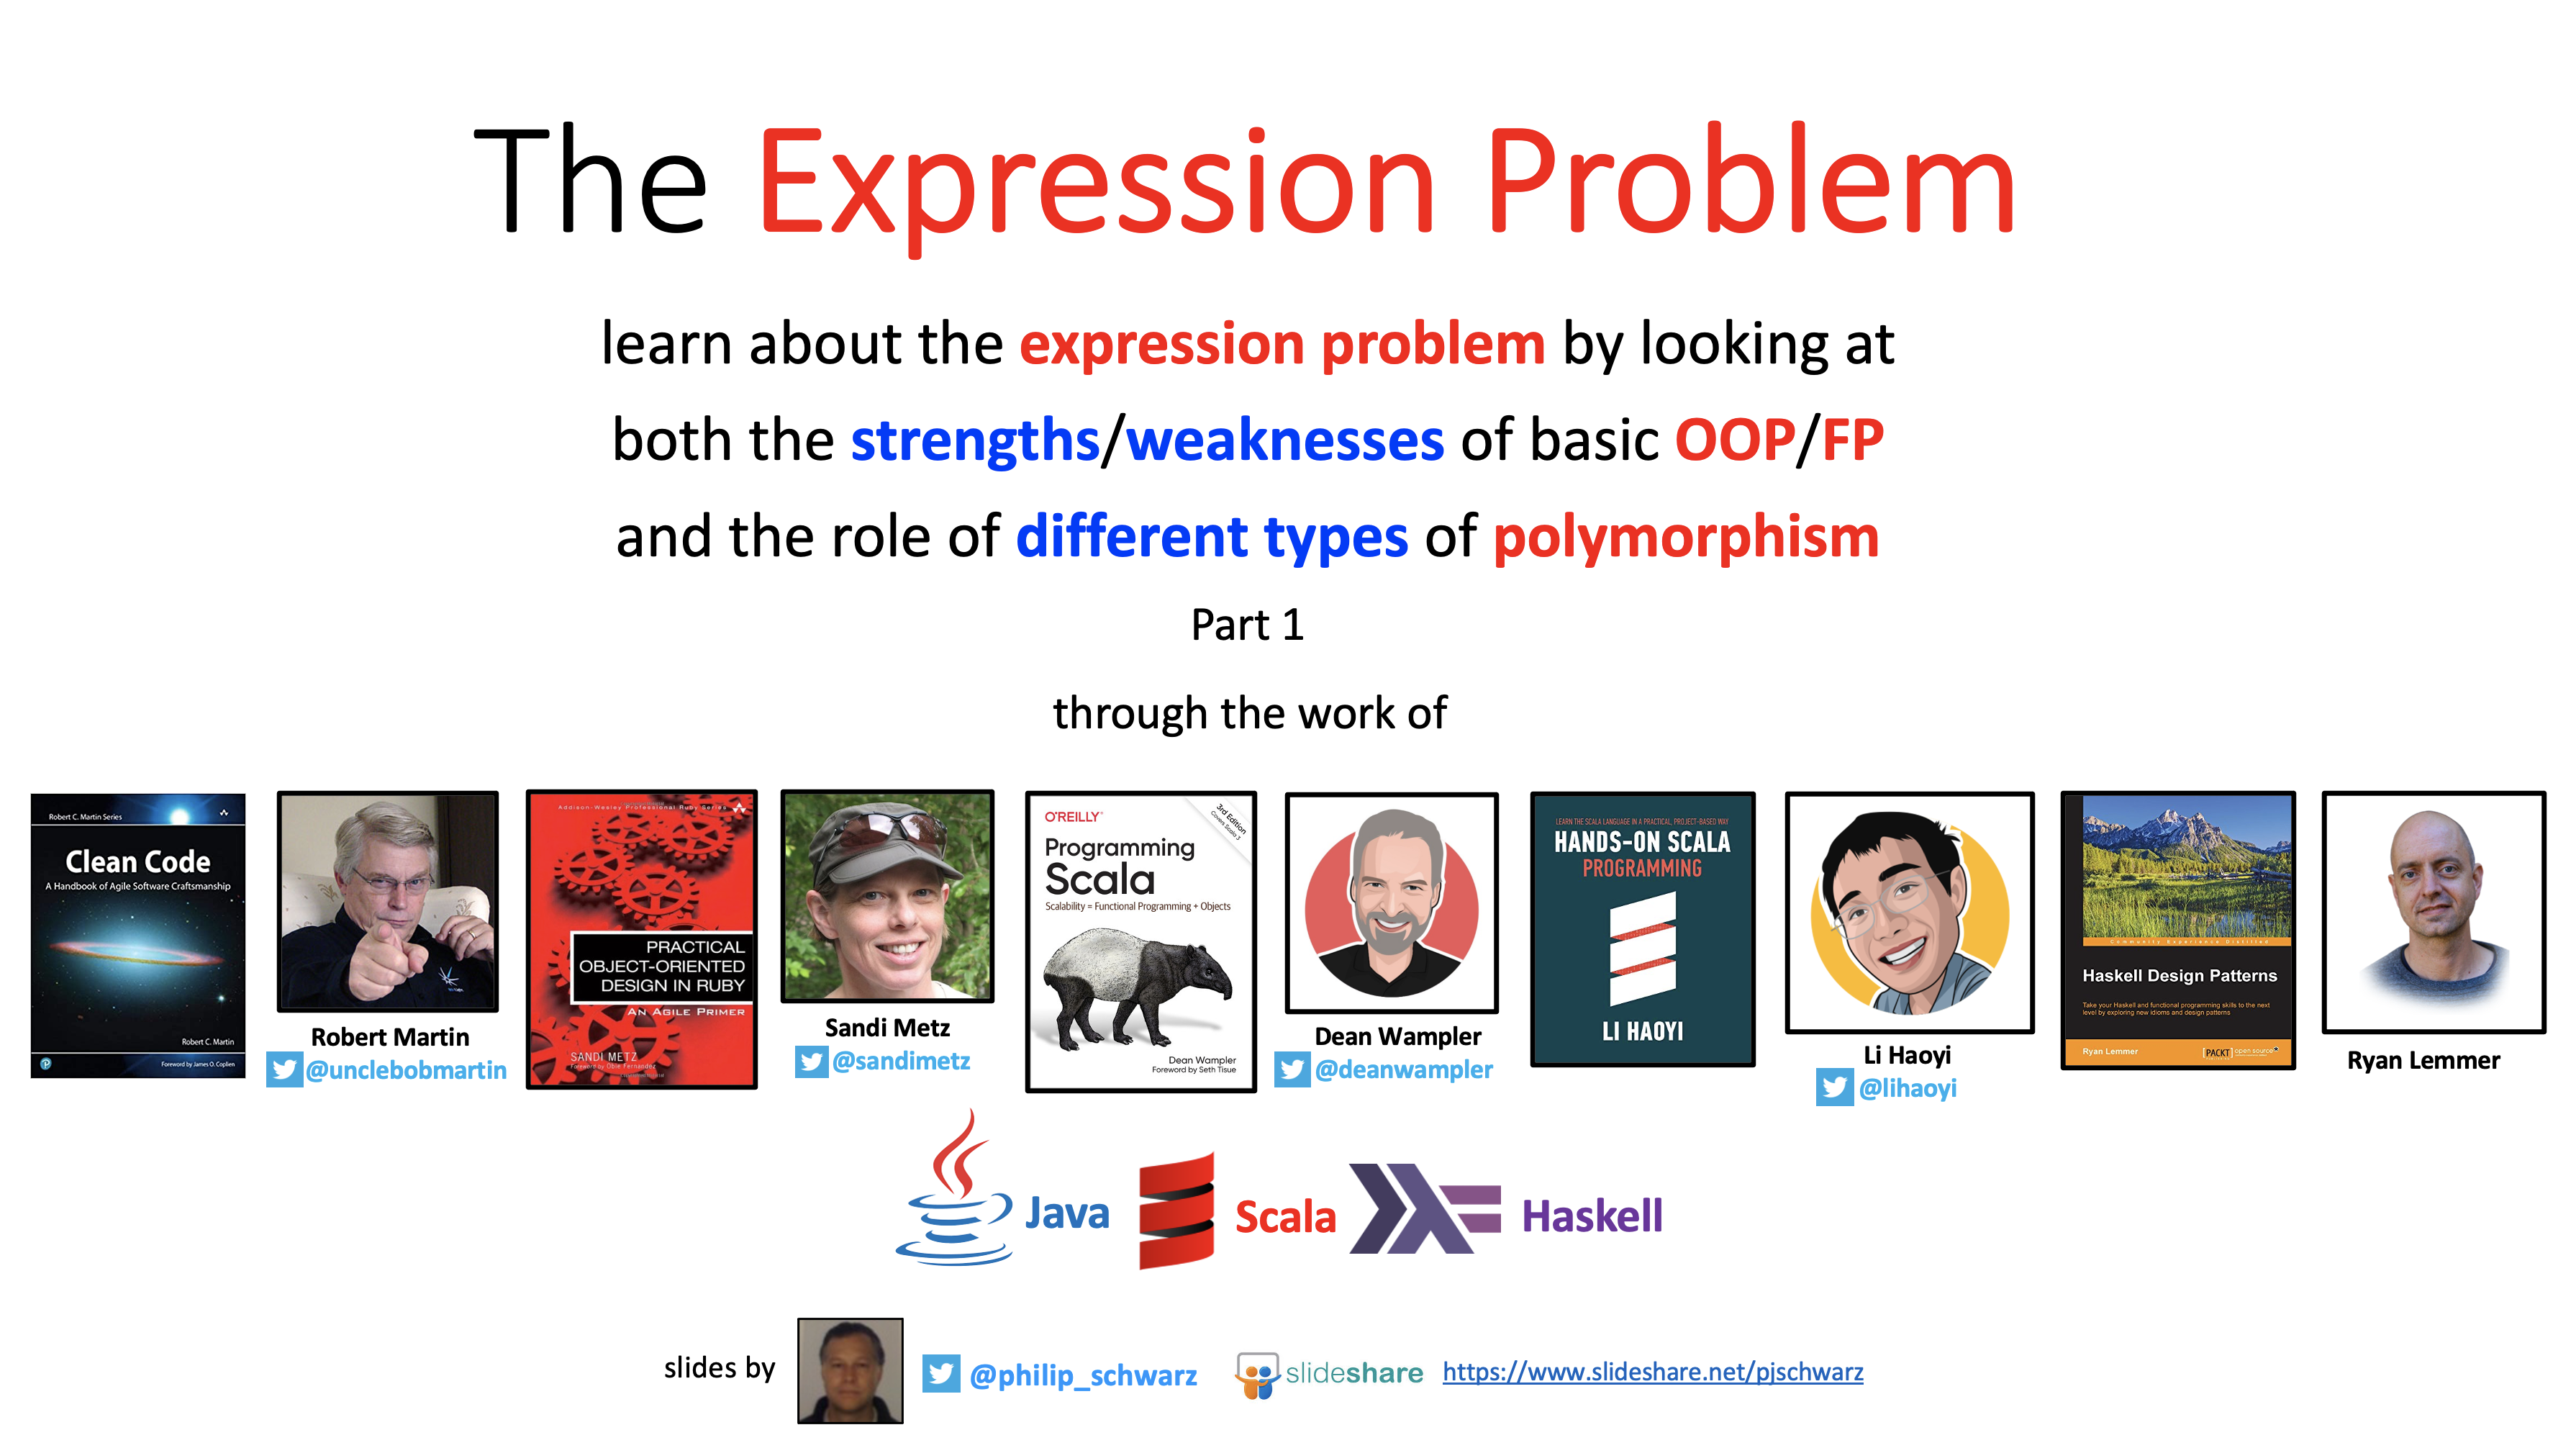 The Expression Problem
learn about the expression problem by looking at
both the strengths/weaknesses of basic OOP/FP
and the role of different types of polymorphism
Part 1
through the work of
Robert C. Martin Series
Clean Code
A Handbook of Agile Software Craftsmanship
Robert C. Martin
Foreword by James O. Coplien
Robert Martin
@unclebobmartin
Addison-Wesley Professional Ruby Series
PRACTICAL
OBJECT-ORIENTED
DESIGN IN RUBY
AN AGILE PRIMER
SANDI METZ
Foreword by Obie Fernandez
Sandi Metz
@sandimetz
O'REILLY®
3rd Edition
Covers Scala 3
Programming
Scala
Scalability = Functional Programming + Objects
Dean Wampler
Foreword by Seth Tisue
Dean Wampler
@deanwampler
LEARN THE SCALA LANGUAGE IN A PRACTICAL, PROJECT-BASED WAY
HANDS-ON SCALA
PROGRAMMING
LI HAOYI
Li Haoyi
@lihaoyi
Community Experience Distilled
Haskell Design Patterns
Take your Haskell and functional programming skills to the next
level by exploring new idioms and design patterns
Ryan Lemmer
PACKT open source*
Ryan Lemmer
Java
Scala
Haskell
slides by
@philip_schwarz
slideshare
https://www.slideshare.net/pjschwarz